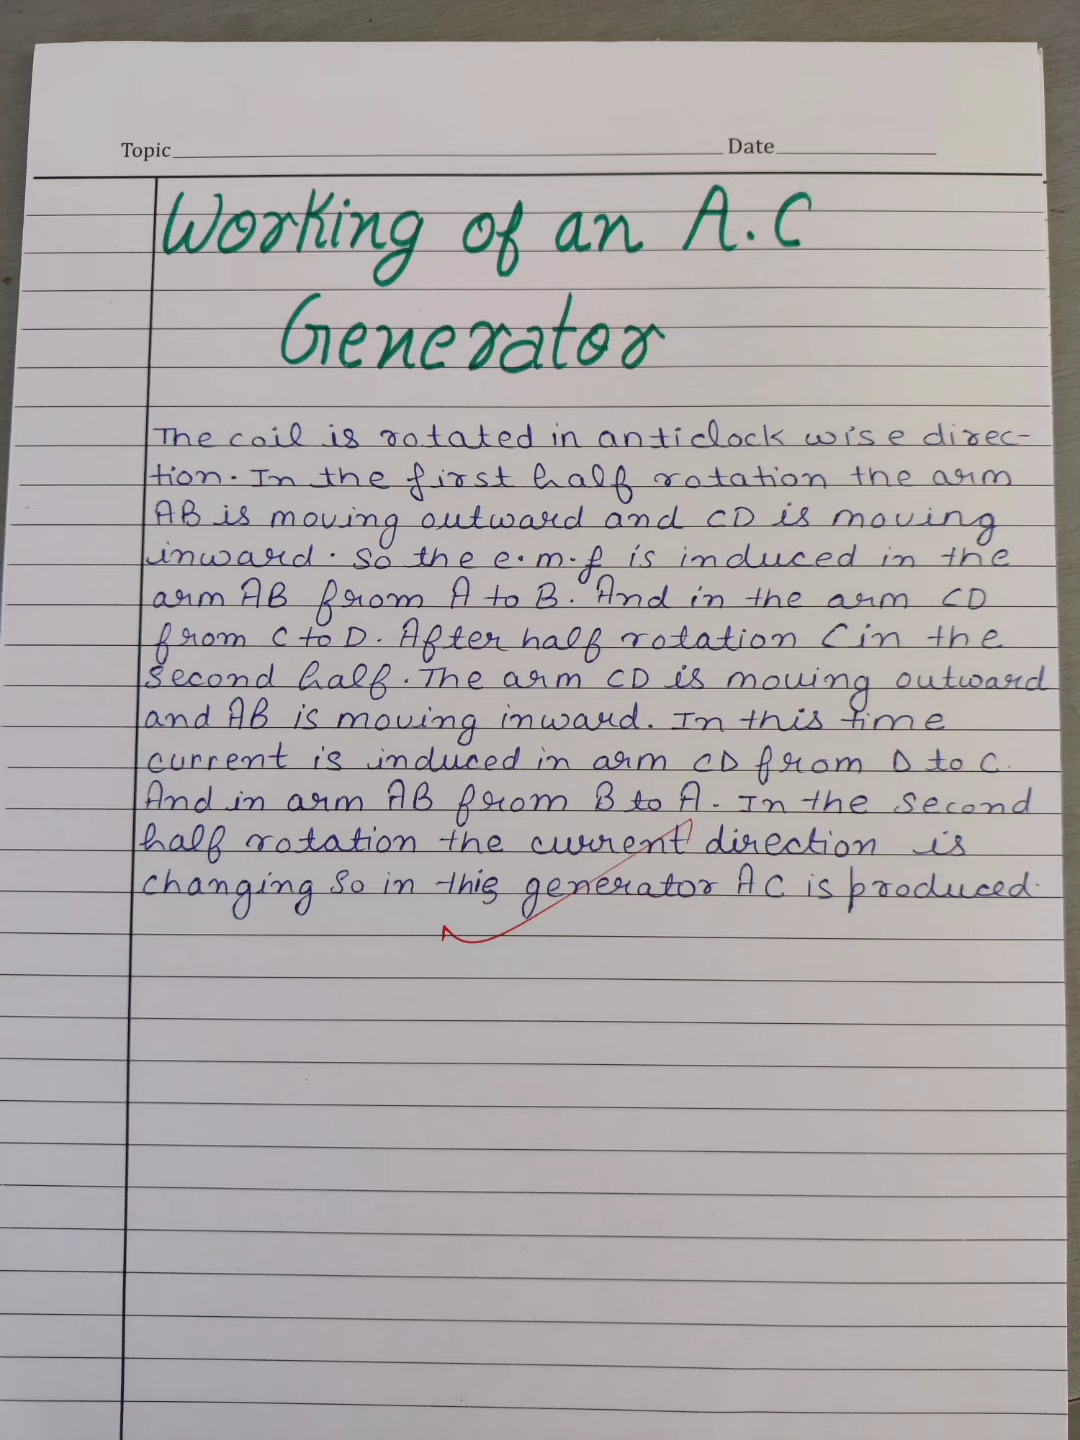 Topic Date
Working of an A.C
Generator
The coil is rotated in anticlock wise direc-
tion. In the first half rotation the arm
AB is moving outward and CD is moving
inward. So the e.m.f is induced in the
arm AB from A to B. And in the arm CD
from C to D. After half rotation (in the
second half. The arm CD is moving outward
and AB is moving inward. In this time
current is induced in arm CD from D to C.
And in arm AB from B to A. In the second
half rotation the current direction is
changing so in this generator AC is produced.